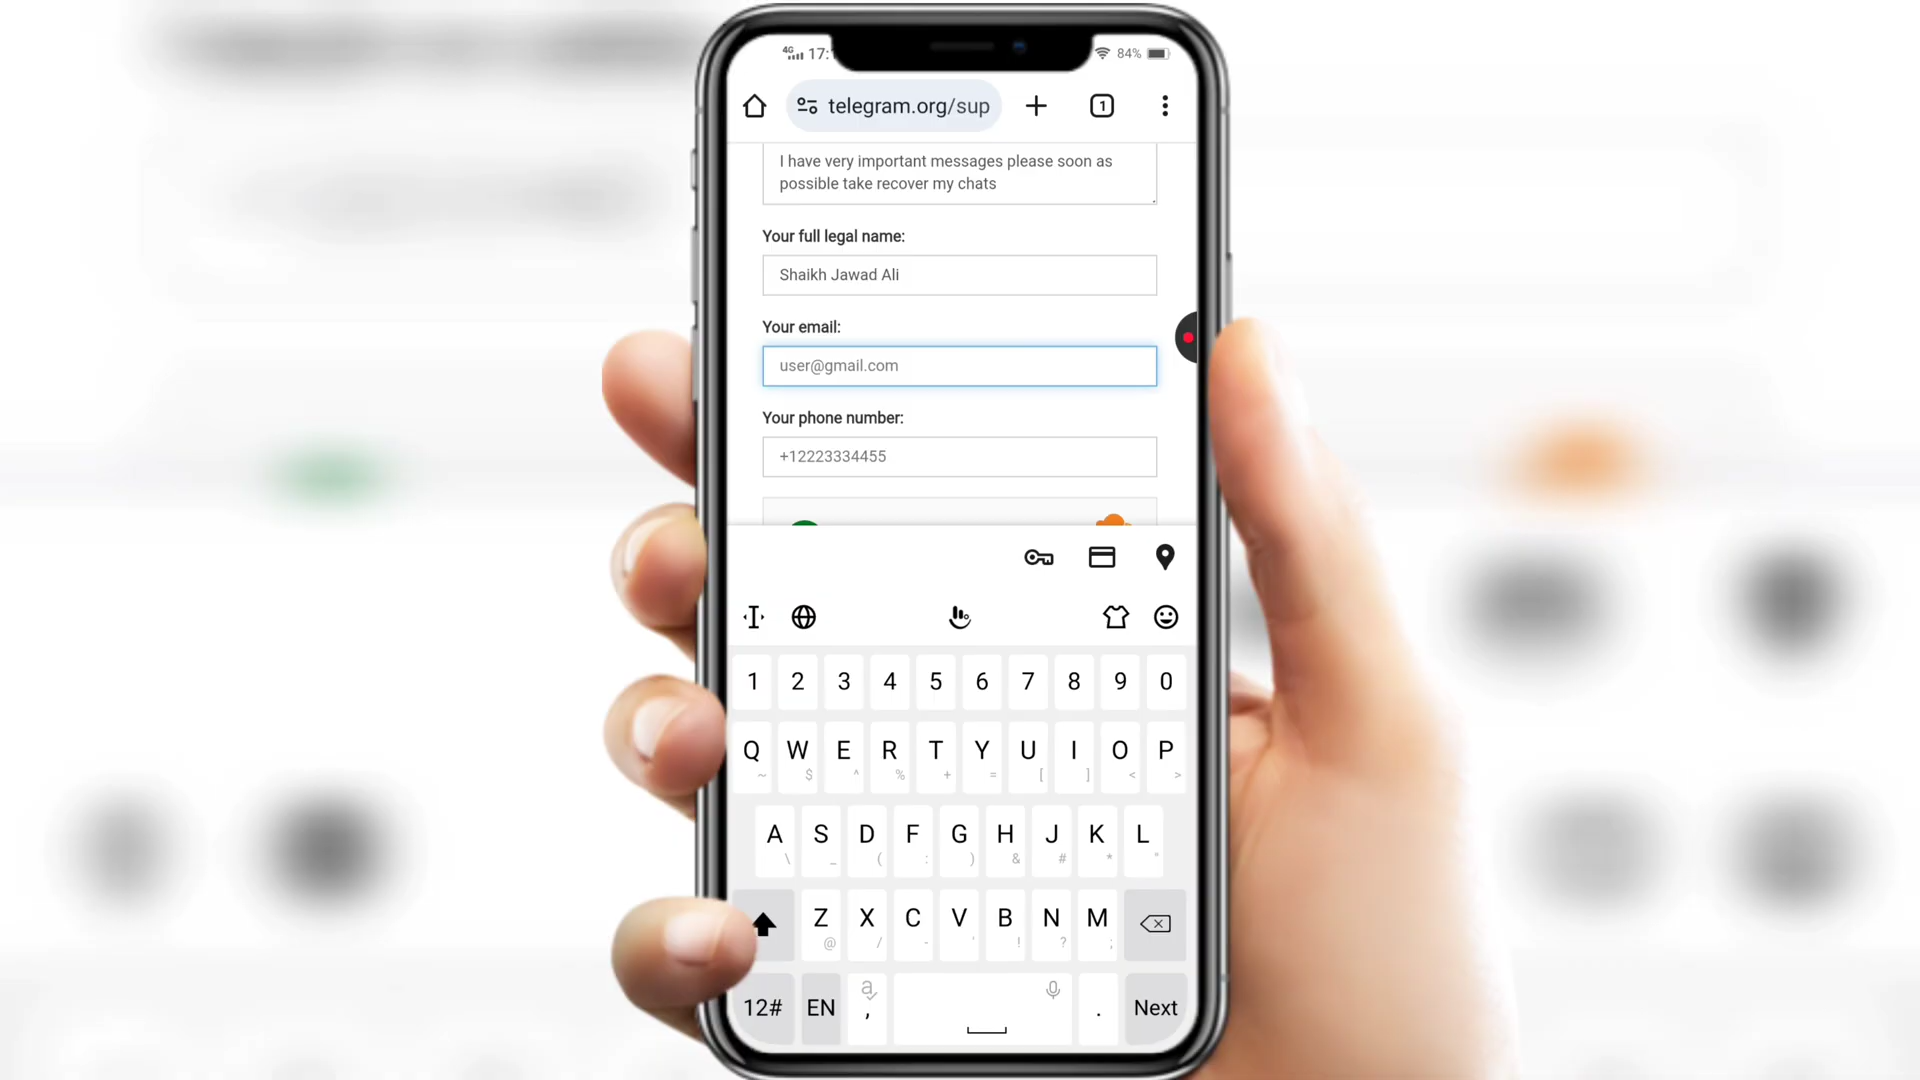 4G 17:
84%
telegram.org/sup
1
I have very important messages please soon as
possible take recover my chats
Your full legal name:
Shaikh Jawad Ali
Your email:
user@gmail.com
Your phone number:
+12223334455
1 2 3 4 5 6 7 8 9 0
Q W E R T Y U I O P
~ $ ^ % + = [ ] < >
A S D F G H J K L
\ _ ( : ) & # * "
Z X C V B N M
@ / - ' ! ? ;
12# EN , . Next